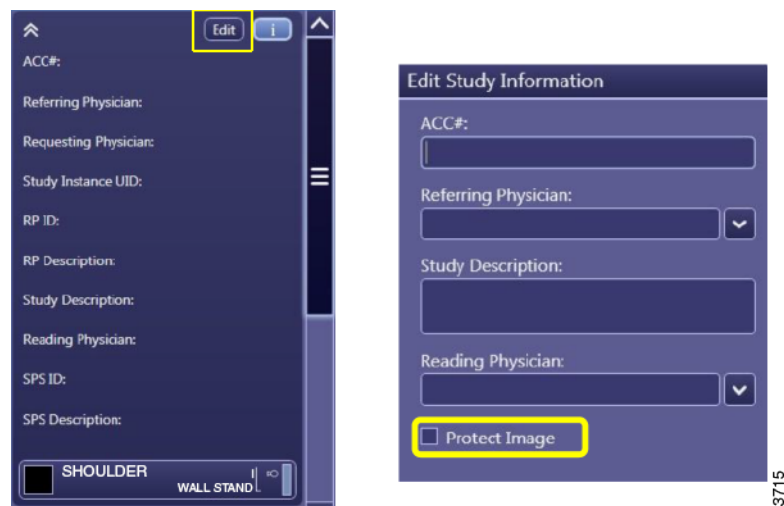 Edit
i
ACC#:
Referring Physician:
Requesting Physician:
Study Instance UID:
RP ID:
RP Description:
Study Description:
Reading Physician:
SPS ID:
SPS Description:
SHOULDER
WALL STAND
Edit Study Information
ACC#:
Referring Physician:
Study Description:
Reading Physician:
Protect Image
3715